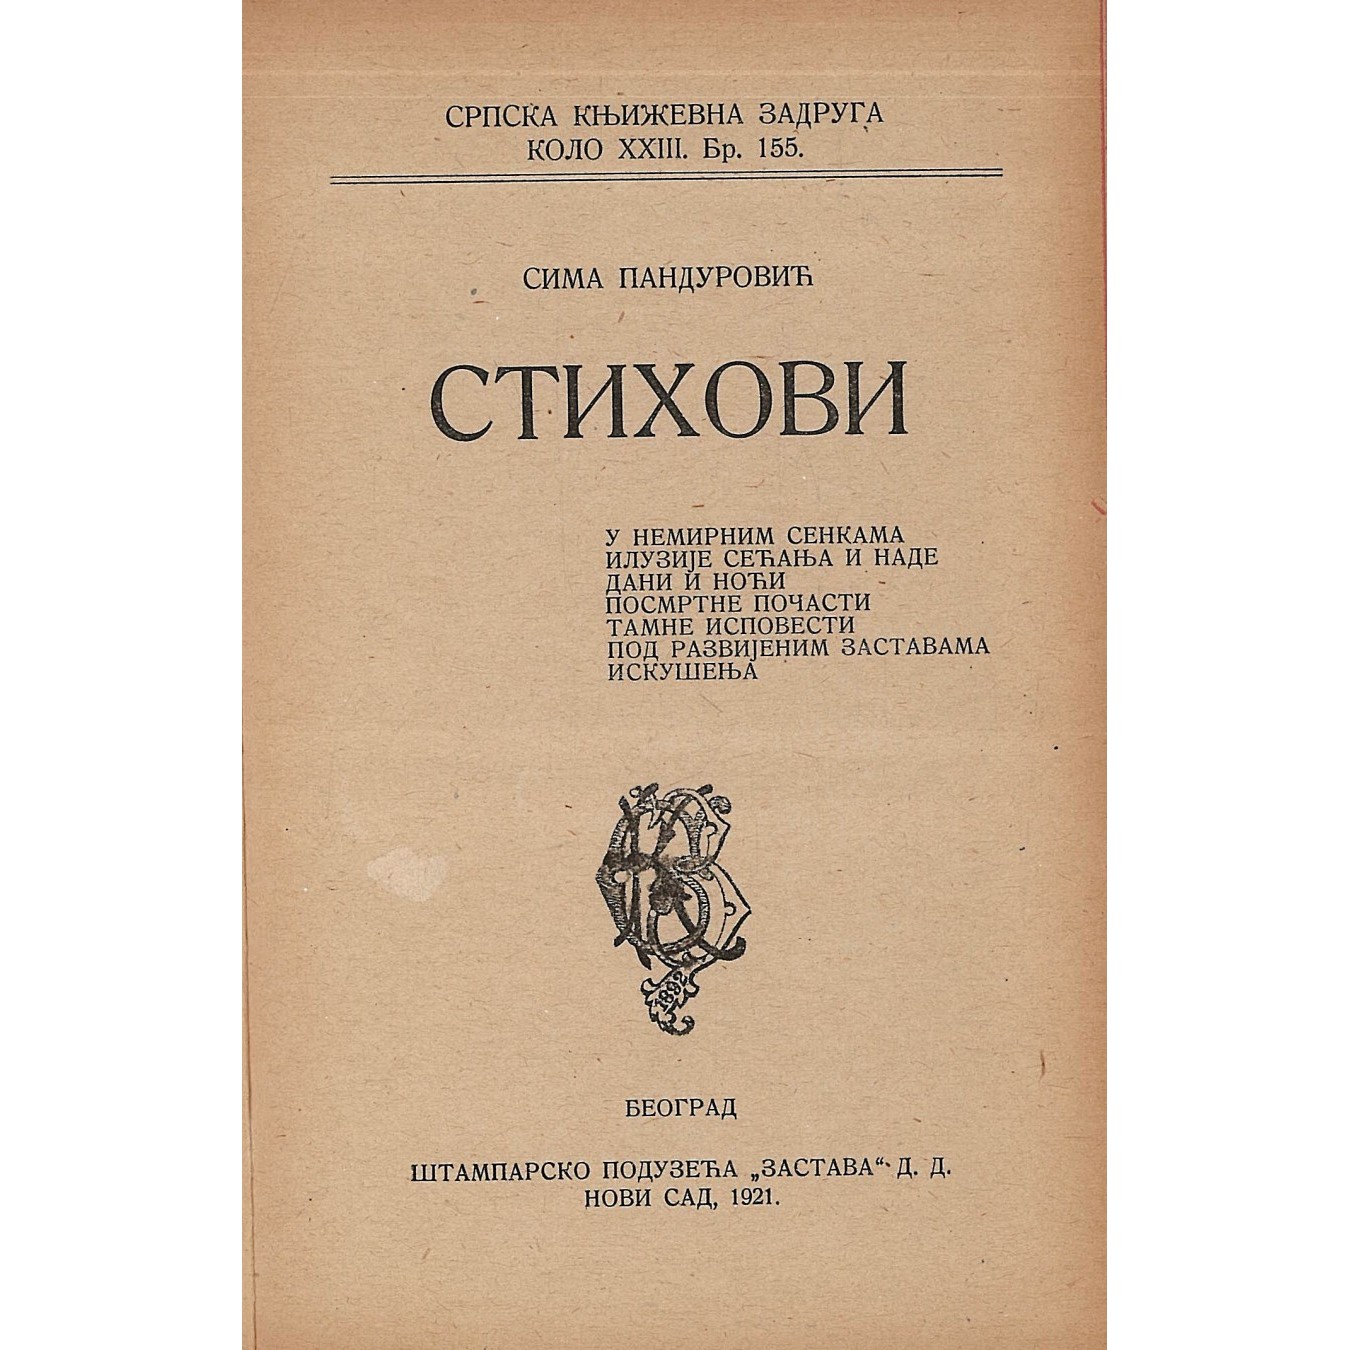 СРПСКА КЊИЖЕВНА ЗАДРУГА
КОЛО XXIII. Бр. 155.
СИМА ПАНДУРОВИЋ
СТИХОВИ
У НЕМИРНИМ СЕНКАМА
ИЛУЗИЈЕ СЕЋАЊА И НАДЕ
ДАНИ И НОЋИ
ПОСМРТНЕ ПОЧАСТИ
ТАМНЕ ИСПОВЕСТИ
ПОД РАЗВИЈЕНИМ ЗАСТАВАМА
ИСКУШЕЊА
1892
БЕОГРАД
ШТАМПАРСКО ПОДУЗЕЋА „ЗАСТАВА“ Д. Д.
НОВИ САД, 1921.